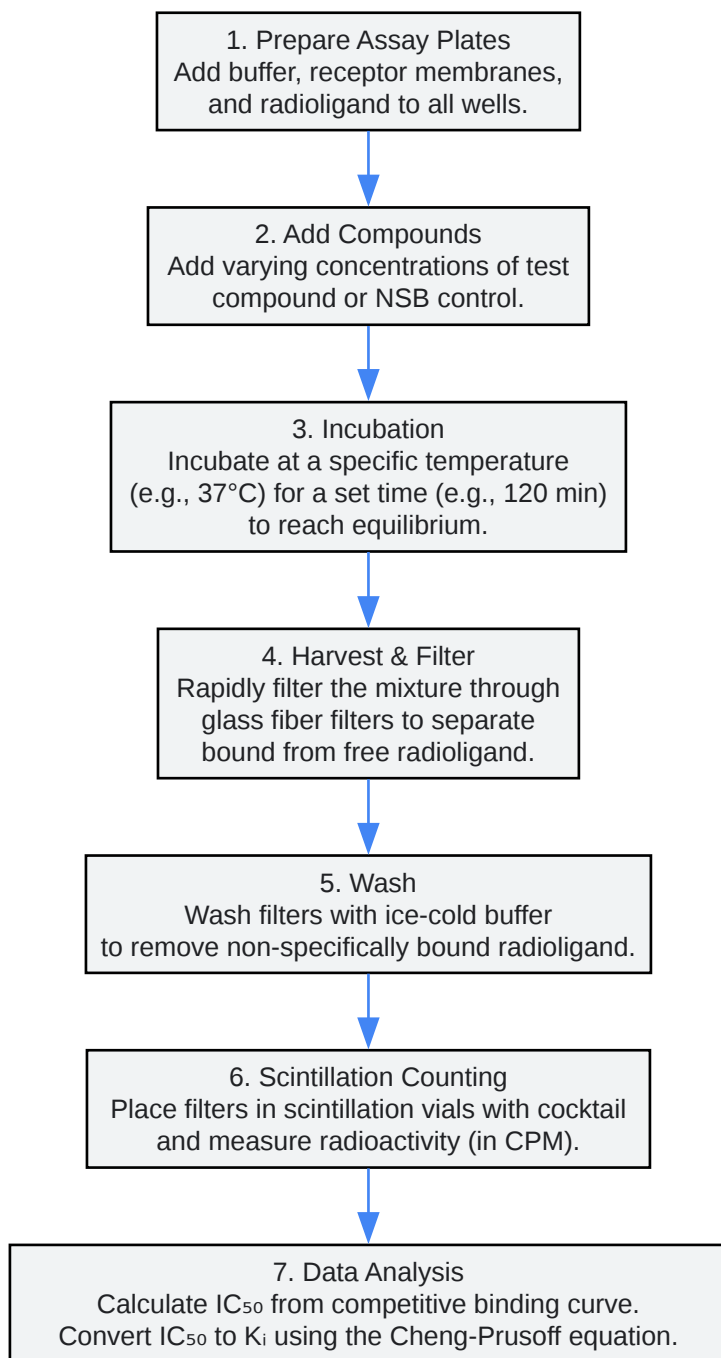 1. Prepare Assay Plates
Add buffer, receptor membranes,
and radioligand to all wells.
2. Add Compounds
Add varying concentrations of test
compound or NSB control.
3. Incubation
Incubate at a specific temperature
(e.g., 37°C) for a set time (e.g., 120 min)
to reach equilibrium.
4. Harvest & Filter
Rapidly filter the mixture through
glass fiber filters to separate
bound from free radioligand.
5. Wash
Wash filters with ice-cold buffer
to remove non-specifically bound radioligand.
6. Scintillation Counting
Place filters in scintillation vials with cocktail
and measure radioactivity (in CPM).
7. Data Analysis
Calculate IC₅₀ from competitive binding curve.
Convert IC₅₀ to Kᵢ using the Cheng-Prusoff equation.